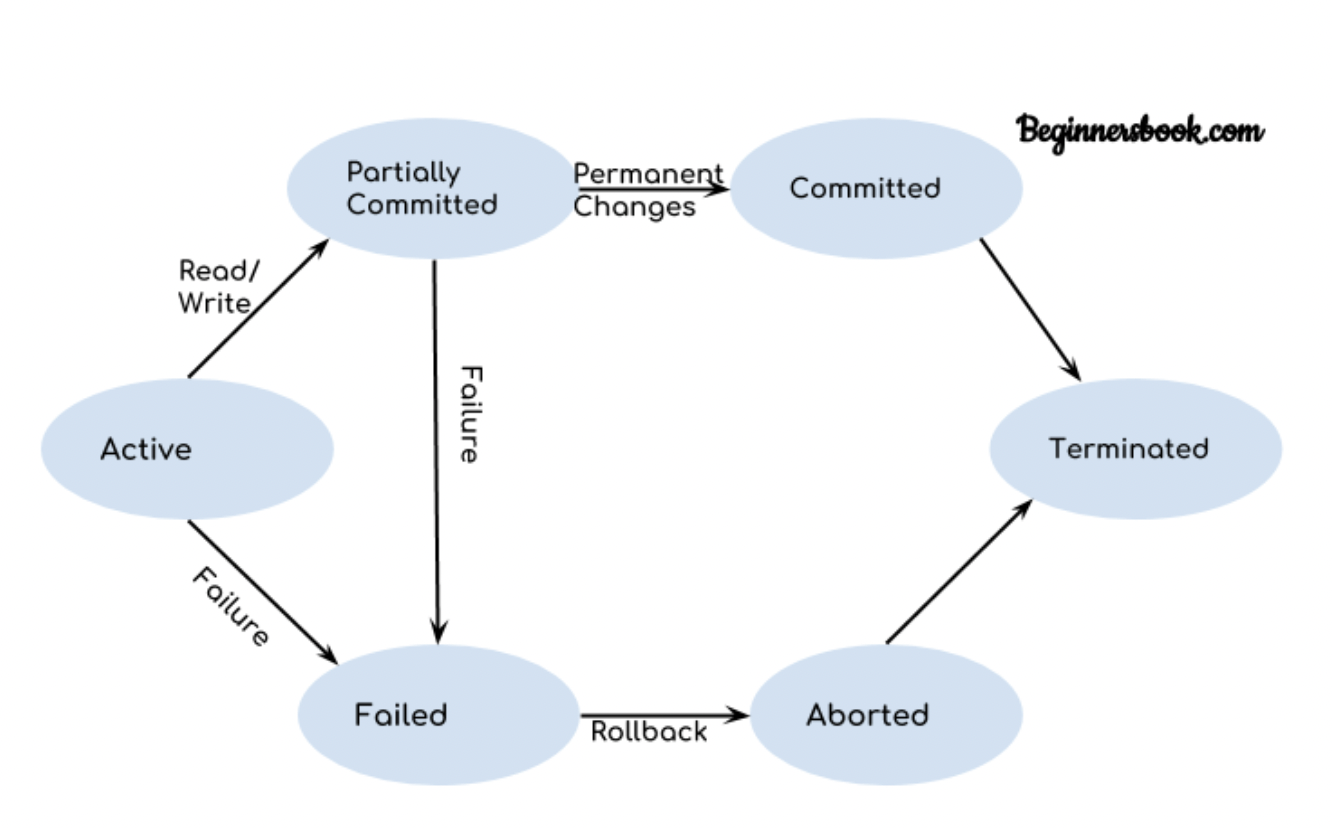 Beginnersbook.com
Partially
Committed
Permanent
Changes
Committed
Read/
Write
Failure
Active
Terminated
Failure
Failed
Rollback
Aborted